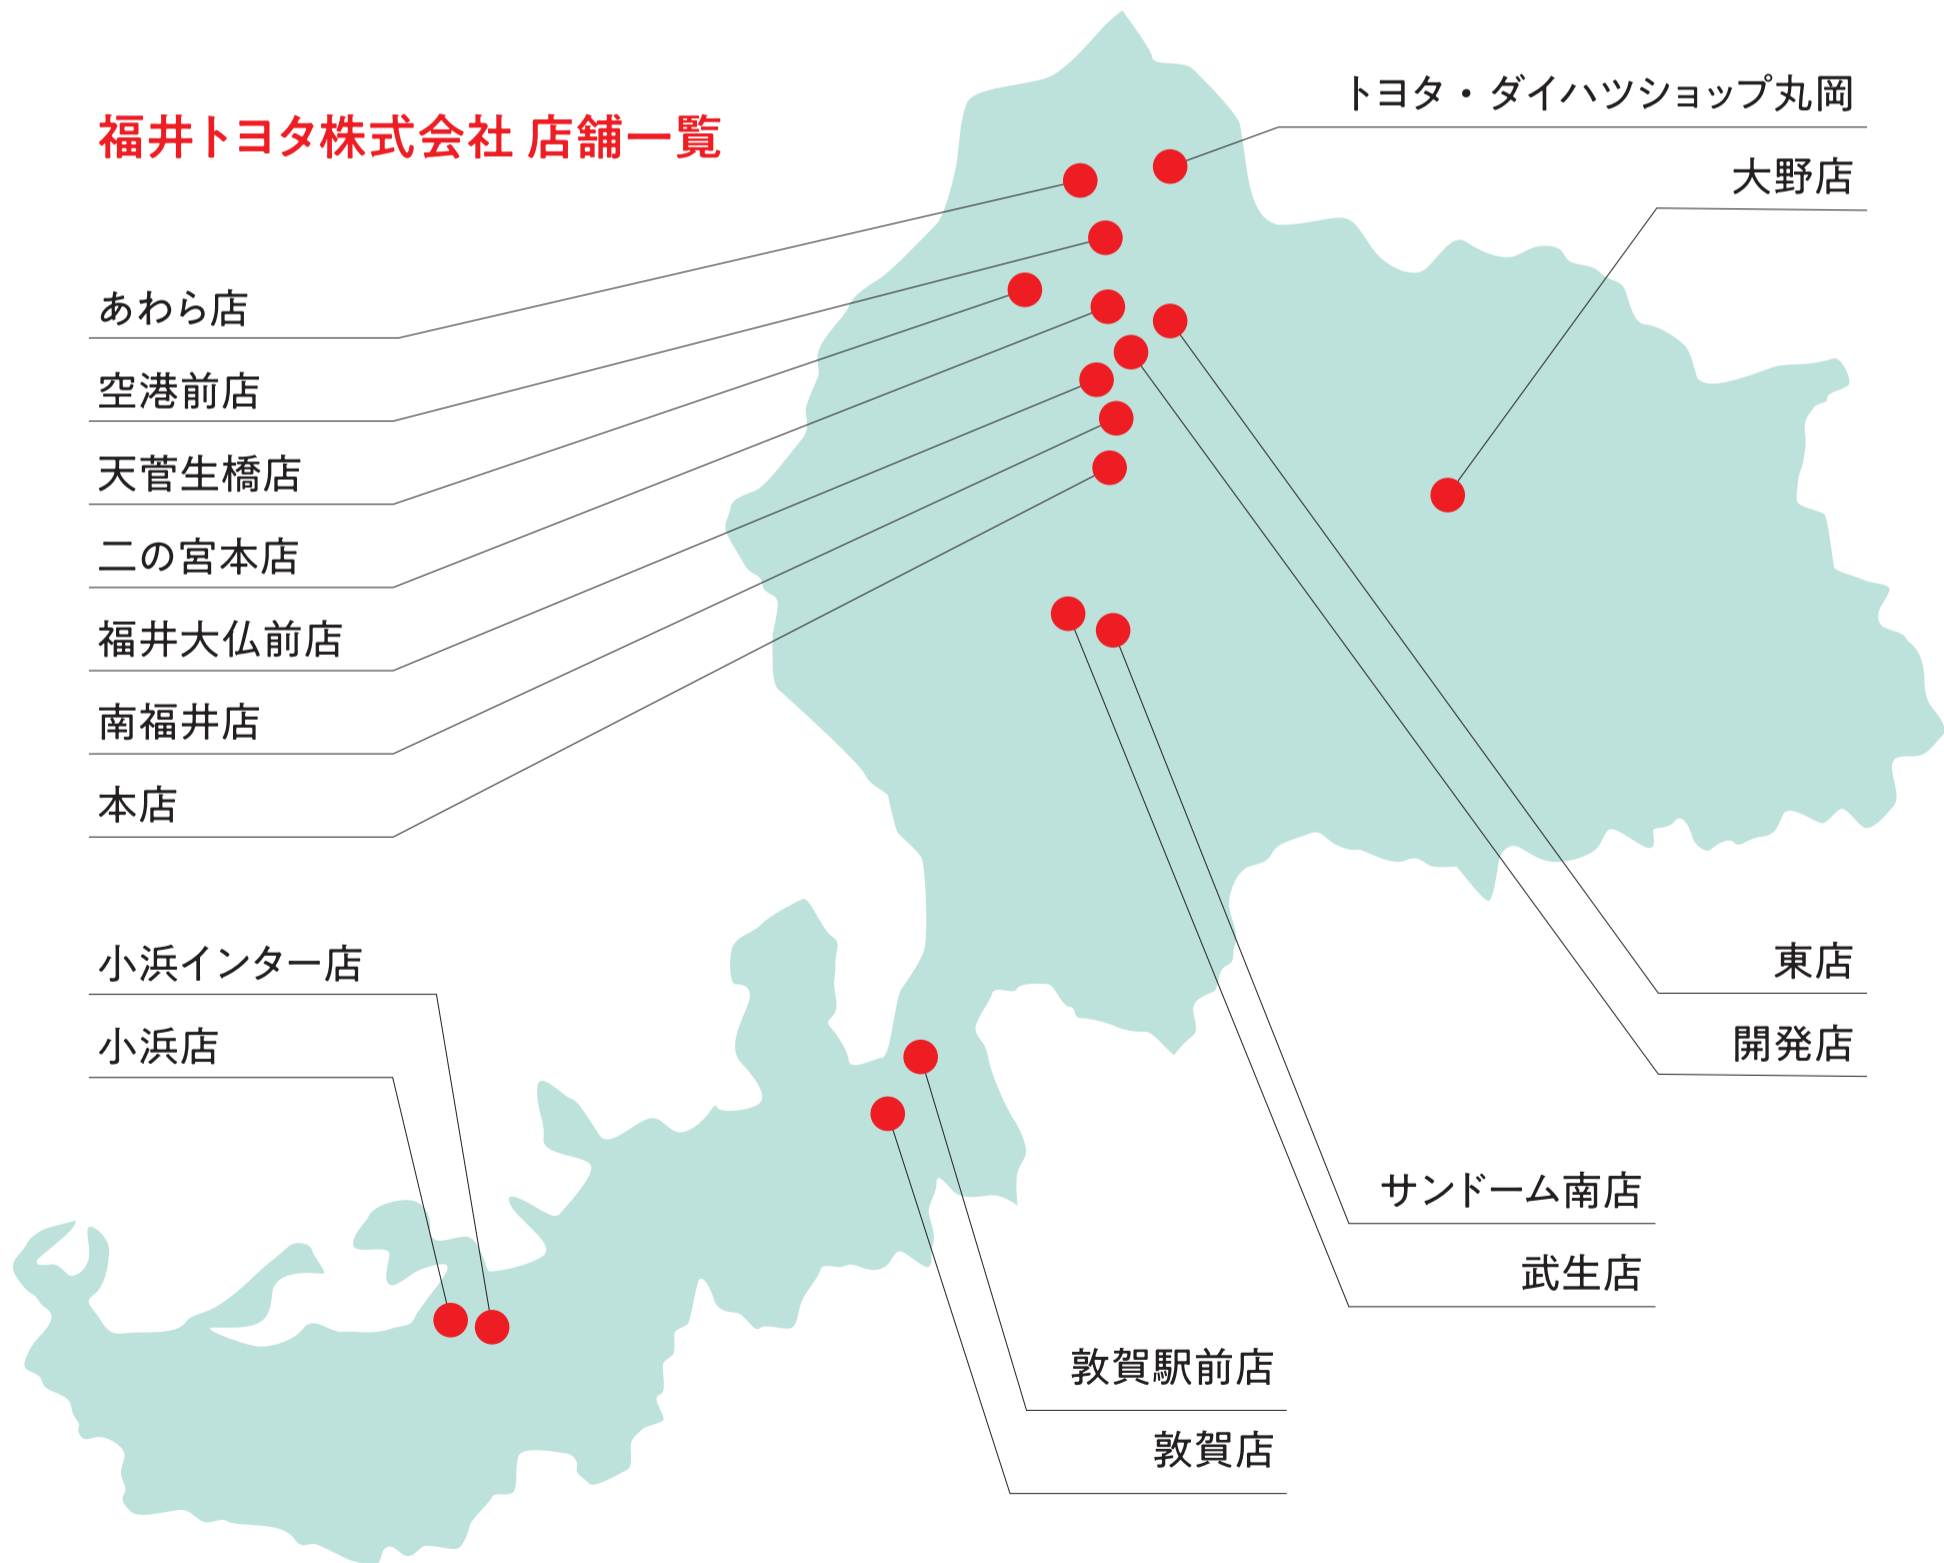 福井トヨタ株式会社 店舗一覧
あわら店
空港前店
天菅生橋店
二の宮本店
福井大仏前店
南福井店
本店
小浜インター店
小浜店
トヨタ・ダイハツショップ丸岡
大野店
東店
開発店
サンドーム南店
武生店
敦賀駅前店
敦賀店